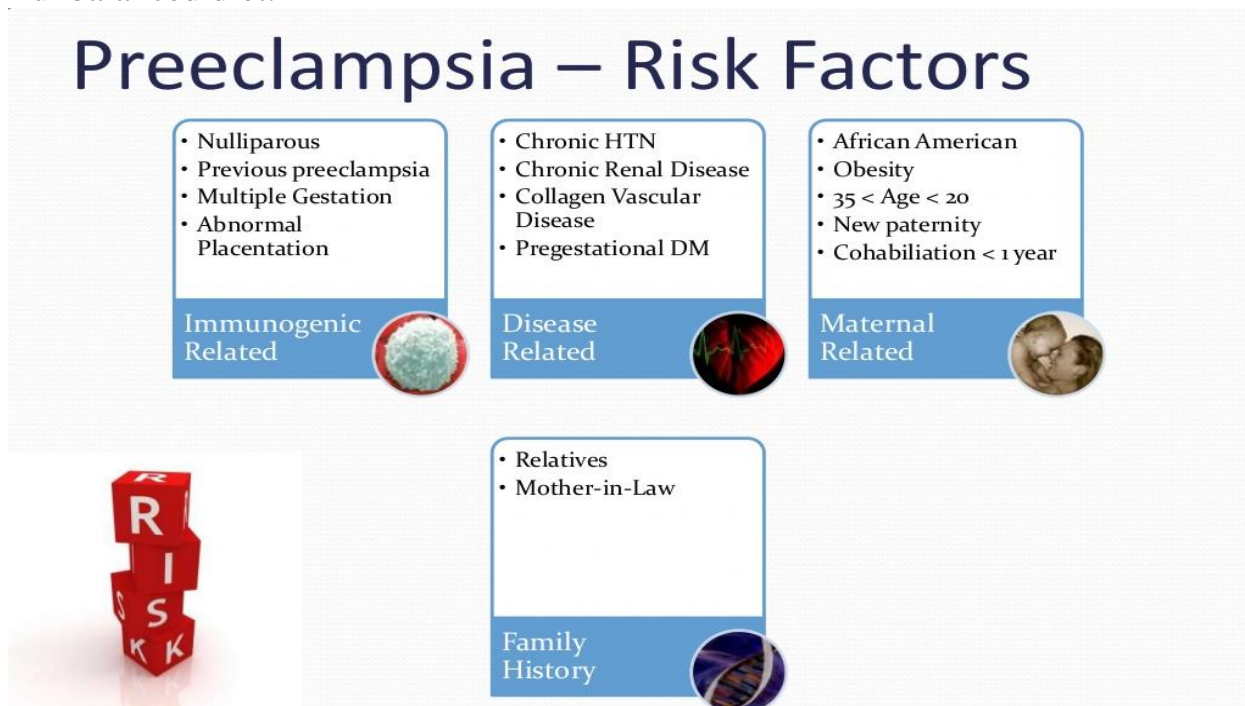 Preeclampsia – Risk Factors
• Nulliparous
• Previous preeclampsia
• Multiple Gestation
• Abnormal
Placentation
Immunogenic
Related
• Chronic HTN
• Chronic Renal Disease
• Collagen Vascular
Disease
• Pregestational DM
Disease
Related
• African American
• Obesity
• 35 < Age < 20
• New paternity
• Cohabiliation < 1 year
Maternal
Related
R
R
I
S
S
K
K
• Relatives
• Mother-in-Law
Family
History